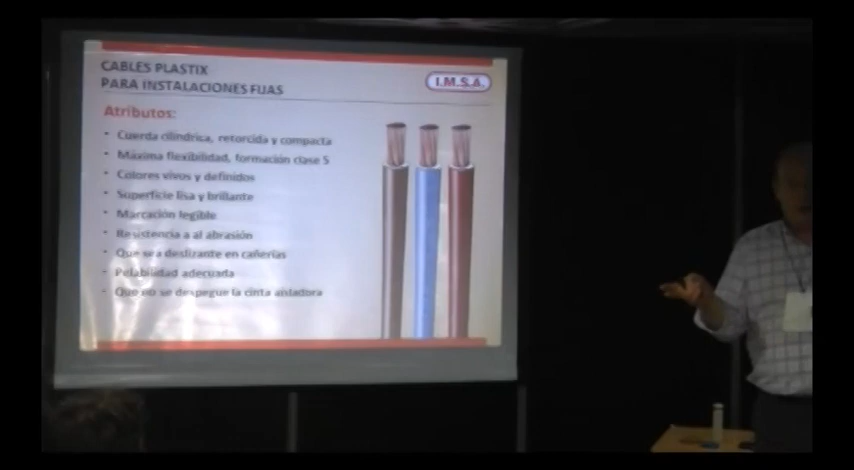 CABLES PLASTIX
PARA INSTALACIONES FIJAS
I.M.S.A.
Atributos:
• Cuerda cilíndrica, retorcida y compacta
• Máxima flexibilidad, formación clase 5
• Colores vivos y definidos
• Superficie lisa y brillante
• Marcación legible
• Resistencia a al abrasión
• Que sea deslizante en cañerías
• Pelabilidad adecuada
• Que no se despegue la cinta aisladora